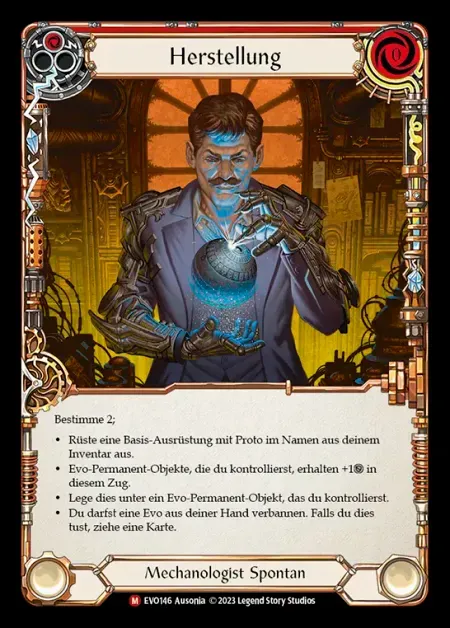 Herstellung
0
Bestimme 2;
• Rüste eine Basis-Ausrüstung mit Proto im Namen aus deinem
Inventar aus.
• Evo-Permanent-Objekte, die du kontrollierst, erhalten +1 in
diesem Zug.
• Lege dies unter ein Evo-Permanent-Objekt, das du kontrollierst.
• Du darfst eine Evo aus deiner Hand verbannen. Falls du dies
tust, ziehe eine Karte.
Mechanologist Spontan
M EVO146 Ausonia © 2023 Legend Story Studios